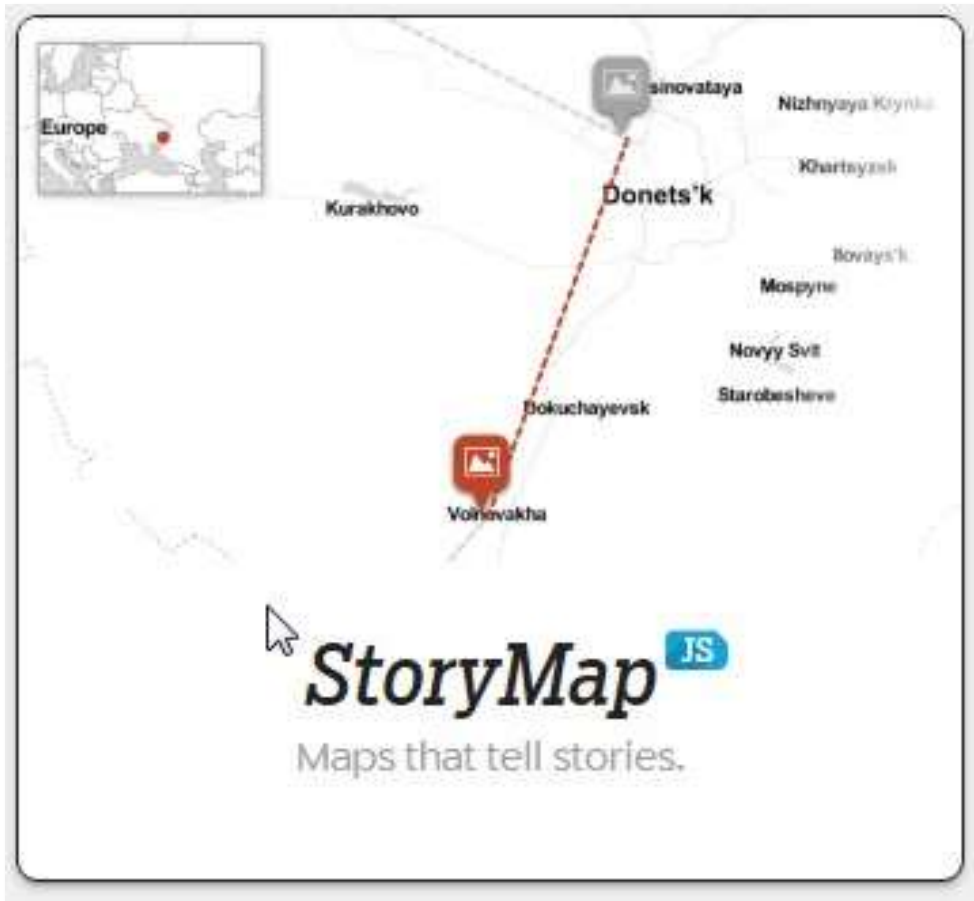 Europe
sinovataya
Nizhnyaya Krynka
Khartsyzsk
Donets'k
Kurakhovo
Ilovays'k
Mospyne
Novyy Svit
Starobesheve
Dokuchayevsk
Volnovakha
StoryMap JS
Maps that tell stories.